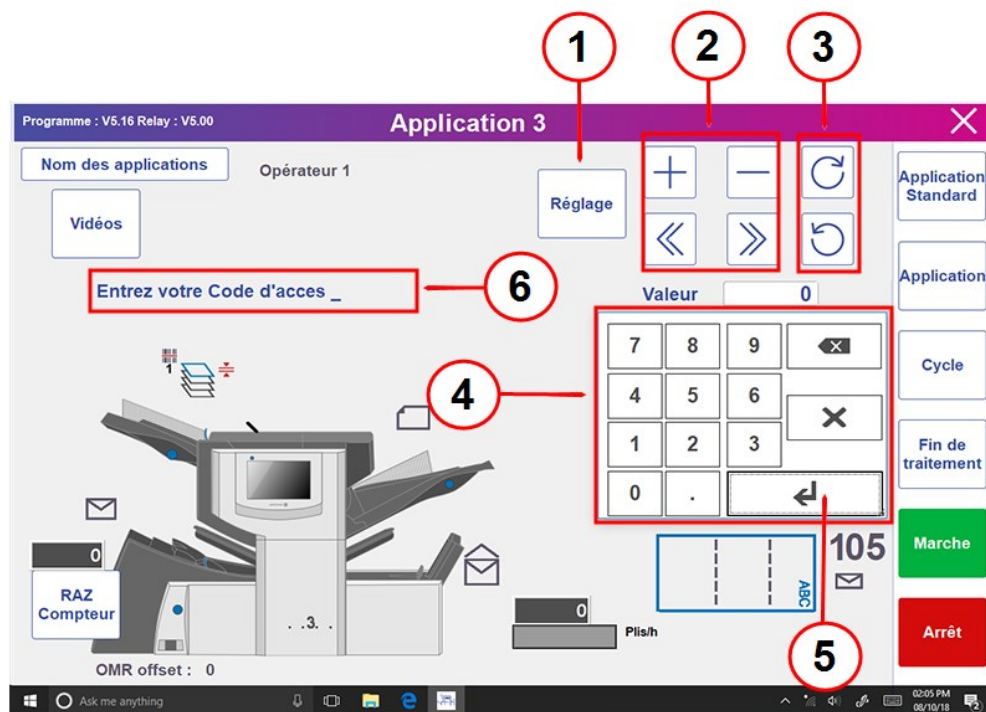 1
2
3
Programme : V5.16 Relay : V5.00
Application 3
Nom des applications
Opérateur 1
Réglage
Application
Standard
Vidéos
6
Entrez votre Code d'acces _
Valeur
0
Application
7
8
9
4
4
5
6
Cycle
1
2
3
Fin de
traitement
0
.
1
0
105
Marche
ABC
RAZ
Compteur
. .3. .
0
Plis/h
5
Arrêt
OMR offset : 0
Ask me anything
02:05 PM
08/10/18
2